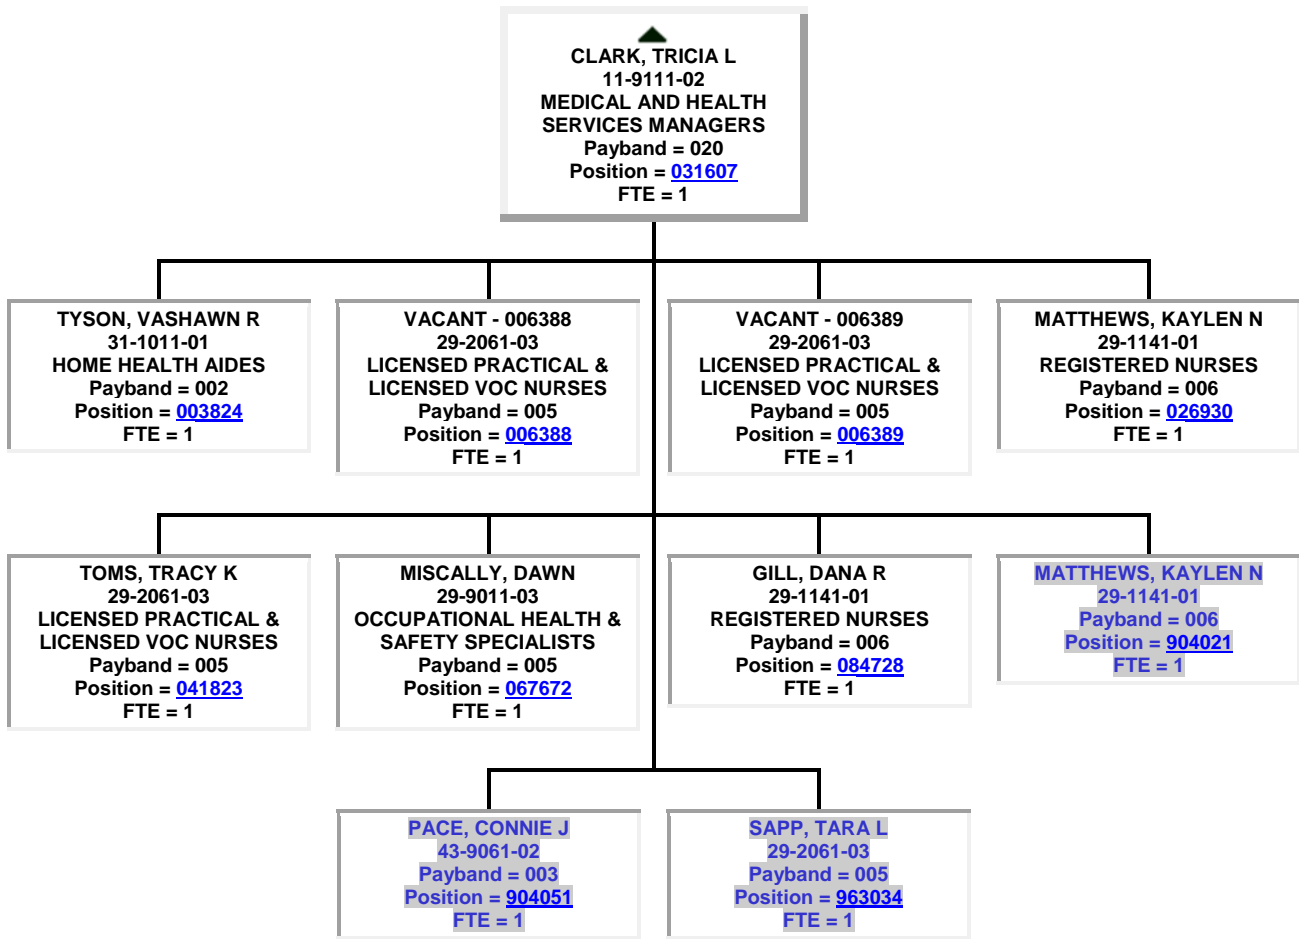 CLARK, TRICIA L
11-9111-02
MEDICAL AND HEALTH
SERVICES MANAGERS
Payband = 020
Position = 031607
FTE = 1
TYSON, VASHAWN R
31-1011-01
HOME HEALTH AIDES
Payband = 002
Position = 003824
FTE = 1
VACANT - 006388
29-2061-03
LICENSED PRACTICAL &
LICENSED VOC NURSES
Payband = 005
Position = 006388
FTE = 1
VACANT - 006389
29-2061-03
LICENSED PRACTICAL &
LICENSED VOC NURSES
Payband = 005
Position = 006389
FTE = 1
MATTHEWS, KAYLEN N
29-1141-01
REGISTERED NURSES
Payband = 006
Position = 026930
FTE = 1
TOMS, TRACY K
29-2061-03
LICENSED PRACTICAL &
LICENSED VOC NURSES
Payband = 005
Position = 041823
FTE = 1
MISCALLY, DAWN
29-9011-03
OCCUPATIONAL HEALTH &
SAFETY SPECIALISTS
Payband = 005
Position = 067672
FTE = 1
GILL, DANA R
29-1141-01
REGISTERED NURSES
Payband = 006
Position = 084728
FTE = 1
MATTHEWS, KAYLEN N
29-1141-01
Payband = 006
Position = 904021
FTE = 1
PACE, CONNIE J
43-9061-02
Payband = 003
Position = 904051
FTE = 1
SAPP, TARA L
29-2061-03
Payband = 005
Position = 963034
FTE = 1